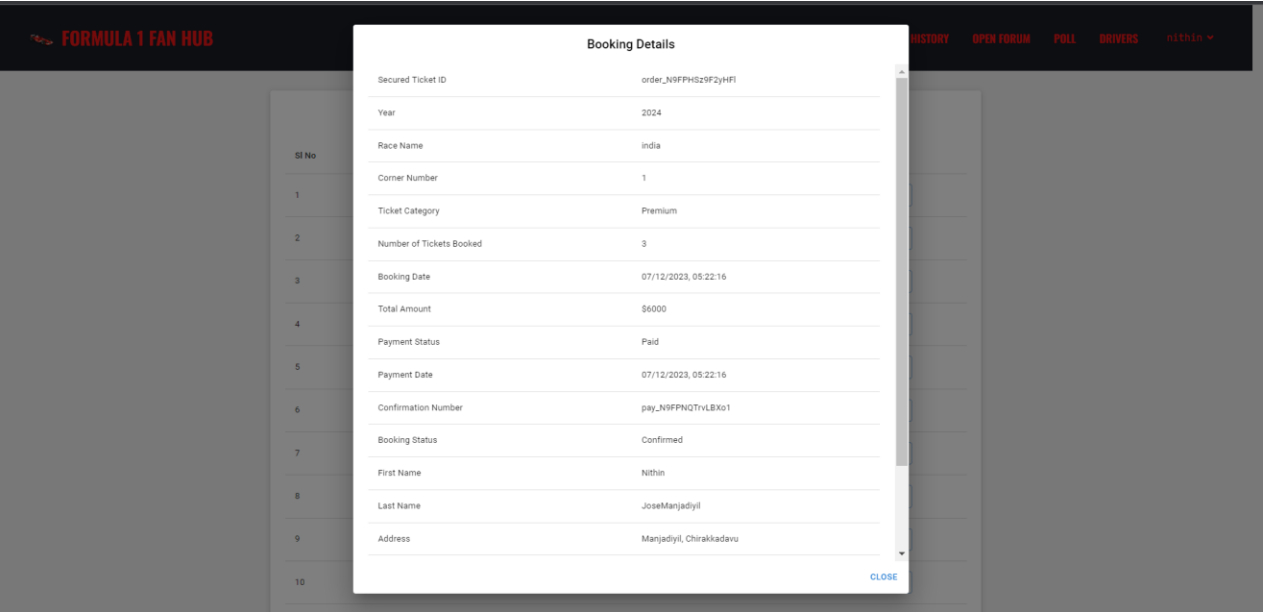 FORMULA 1 FAN HUB
HISTORY OPEN FORUM POLL DRIVERS nithin
Booking Details
Secured Ticket ID order_N9FPHSz9F2yHFl
Year 2024
Race Name india
Corner Number 1
Ticket Category Premium
Number of Tickets Booked 3
Booking Date 07/12/2023, 05:22:16
Total Amount $6000
Payment Status Paid
Payment Date 07/12/2023, 05:22:16
Confirmation Number pay_N9FPNQTrvLBXo1
Booking Status Confirmed
First Name Nithin
Last Name JoseManjadiyil
Address Manjadiyil, Chirakkadavu
CLOSE
Sl No
1
2
3
4
5
6
7
8
9
10